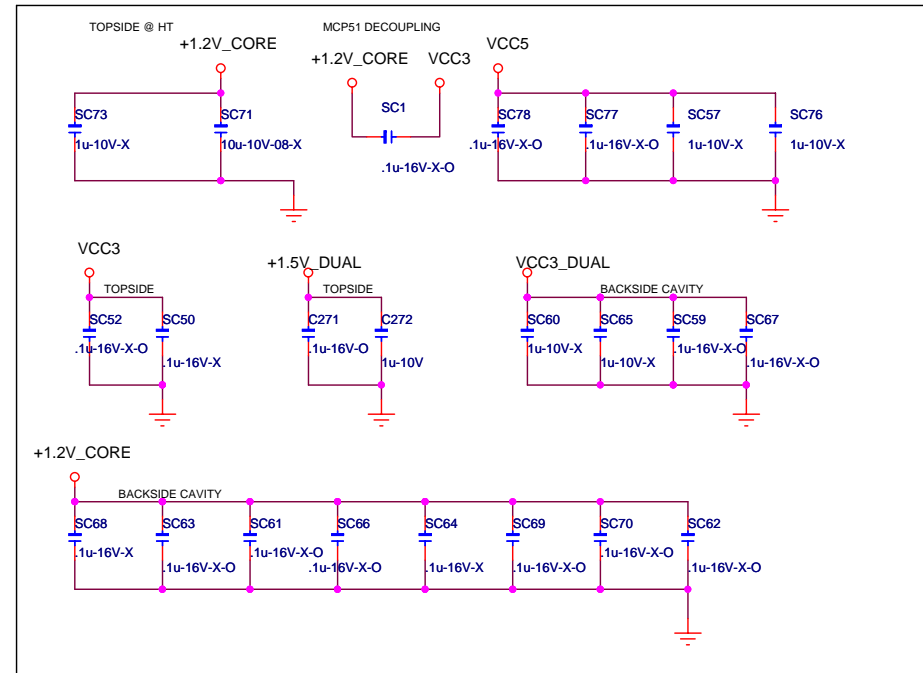 TOPSIDE @ HT
MCP51 DECOUPLING
+1.2V_CORE
+1.2V_CORE
VCC3
VCC5
SC73
SC71
SC1
SC78
SC77
SC57
SC76
1u-10V-X
10u-10V-08-X
.1u-16V-X-O
.1u-16V-X-O
.1u-16V-X-O
1u-10V-X
1u-10V-X
VCC3
+1.5V_DUAL
VCC3_DUAL
TOPSIDE
TOPSIDE
BACKSIDE CAVITY
SC52
SC50
C271
C272
SC60
SC65
SC59
SC67
.1u-16V-X-O
.1u-16V-X
.1u-16V-O
1u-10V
1u-10V-X
1u-10V-X
.1u-16V-X-O
.1u-16V-X-O
+1.2V_CORE
BACKSIDE CAVITY
SC68
SC63
SC61
SC66
SC64
SC69
SC70
SC62
.1u-16V-X
.1u-16V-X-O
.1u-16V-X-O
.1u-16V-X-O
.1u-16V-X
.1u-16V-X-O
.1u-16V-X-O
.1u-16V-X-O